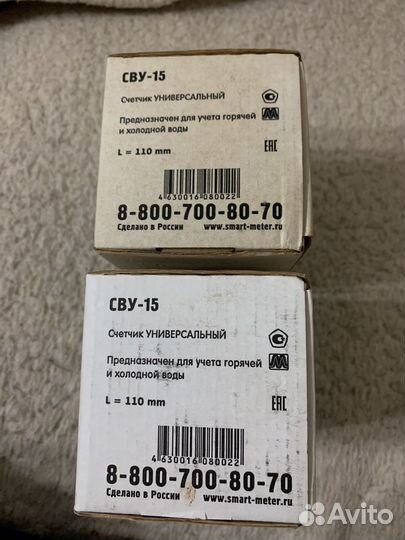 СВУ-15
Счетчик УНИВЕРСАЛЬНЫЙ
Предназначен для учета горячей
и холодной воды
L = 110 mm
EAC
4 630016 080022
8-800-700-80-70
Сделано в России www.smart-meter.ru
СВУ-15
Счетчик УНИВЕРСАЛЬНЫЙ
Предназначен для учета горячей
и холодной воды
L = 110 mm
EAC
4 630016 080022
8-800-700-80-70
Сделано в России www.smart-meter.ru
Avito